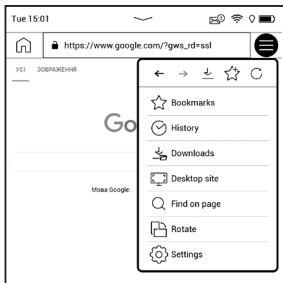 Tue 15:01
https://www.google.com/?gws_rd=ssl
УСІ ЗОБРАЖЕННЯ
Go
Мова Google:
Bookmarks
History
Downloads
Desktop site
Find on page
Rotate
Settings